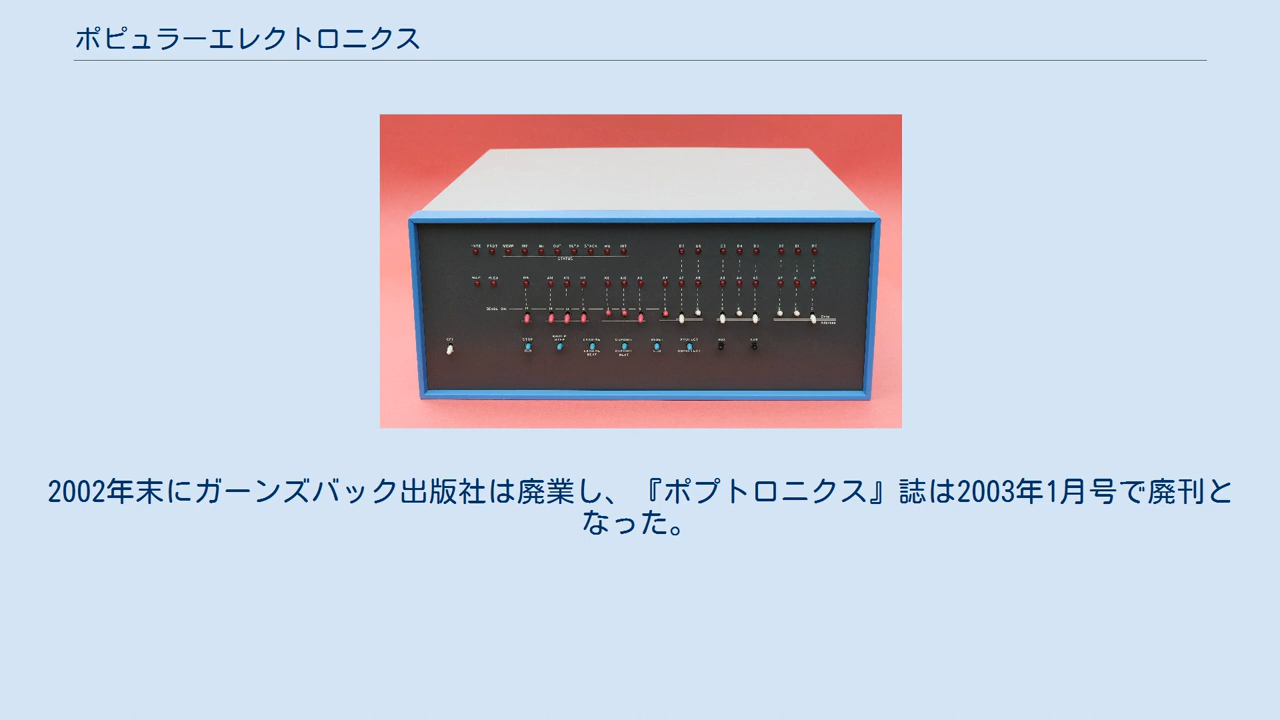 ポピュラーエレクトロニクス
STATUS
2002年末にガーンズバック出版社は廃業し、『ポプトロニクス』誌は2003年1月号で廃刊と
なった。